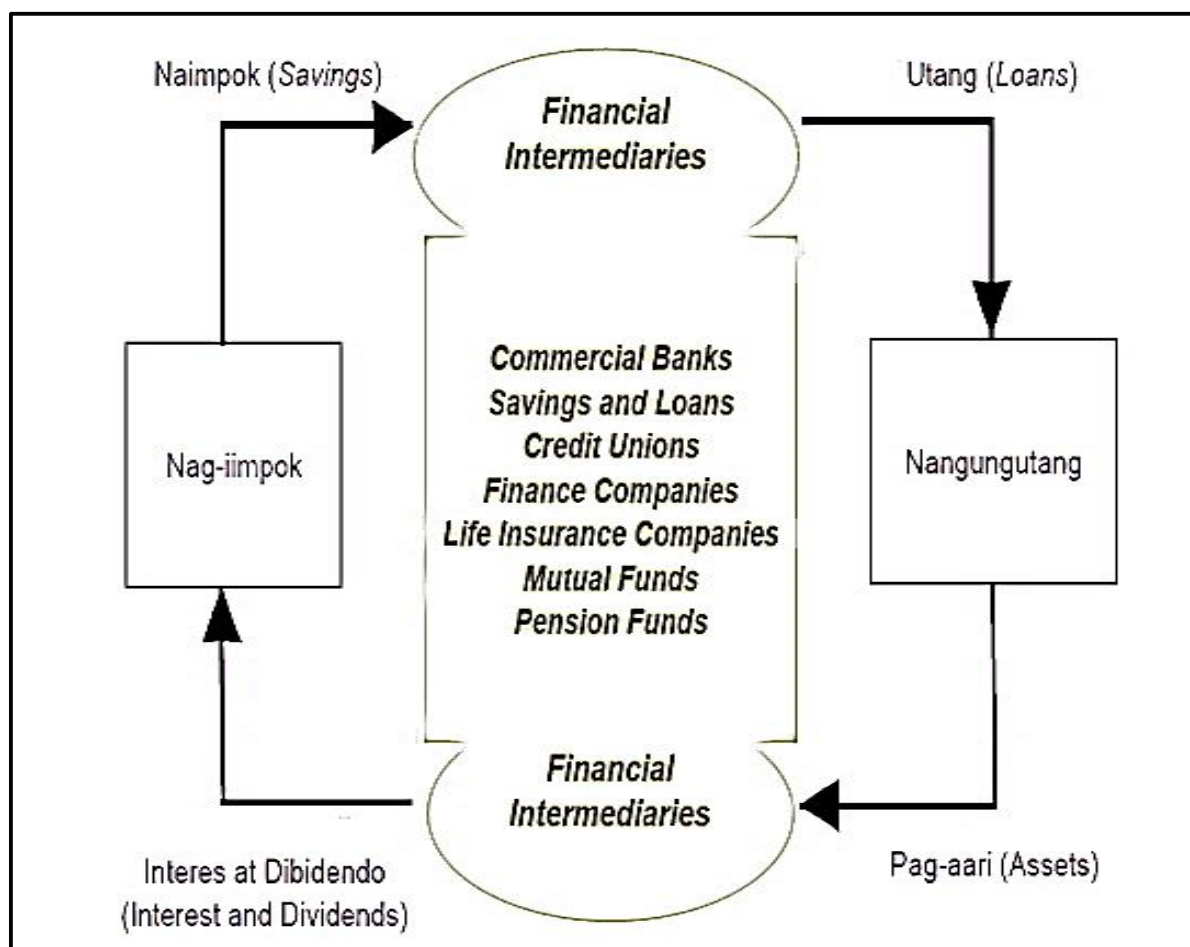 Naimpok (Savings)
Utang (Loans)
Financial
Intermediaries
Commercial Banks
Savings and Loans
Credit Unions
Finance Companies
Life Insurance Companies
Mutual Funds
Pension Funds
Nag-iimpok
Nangungutang
Financial
Intermediaries
Interes at Dibidendo
(Interest and Dividends)
Pag-aari (Assets)